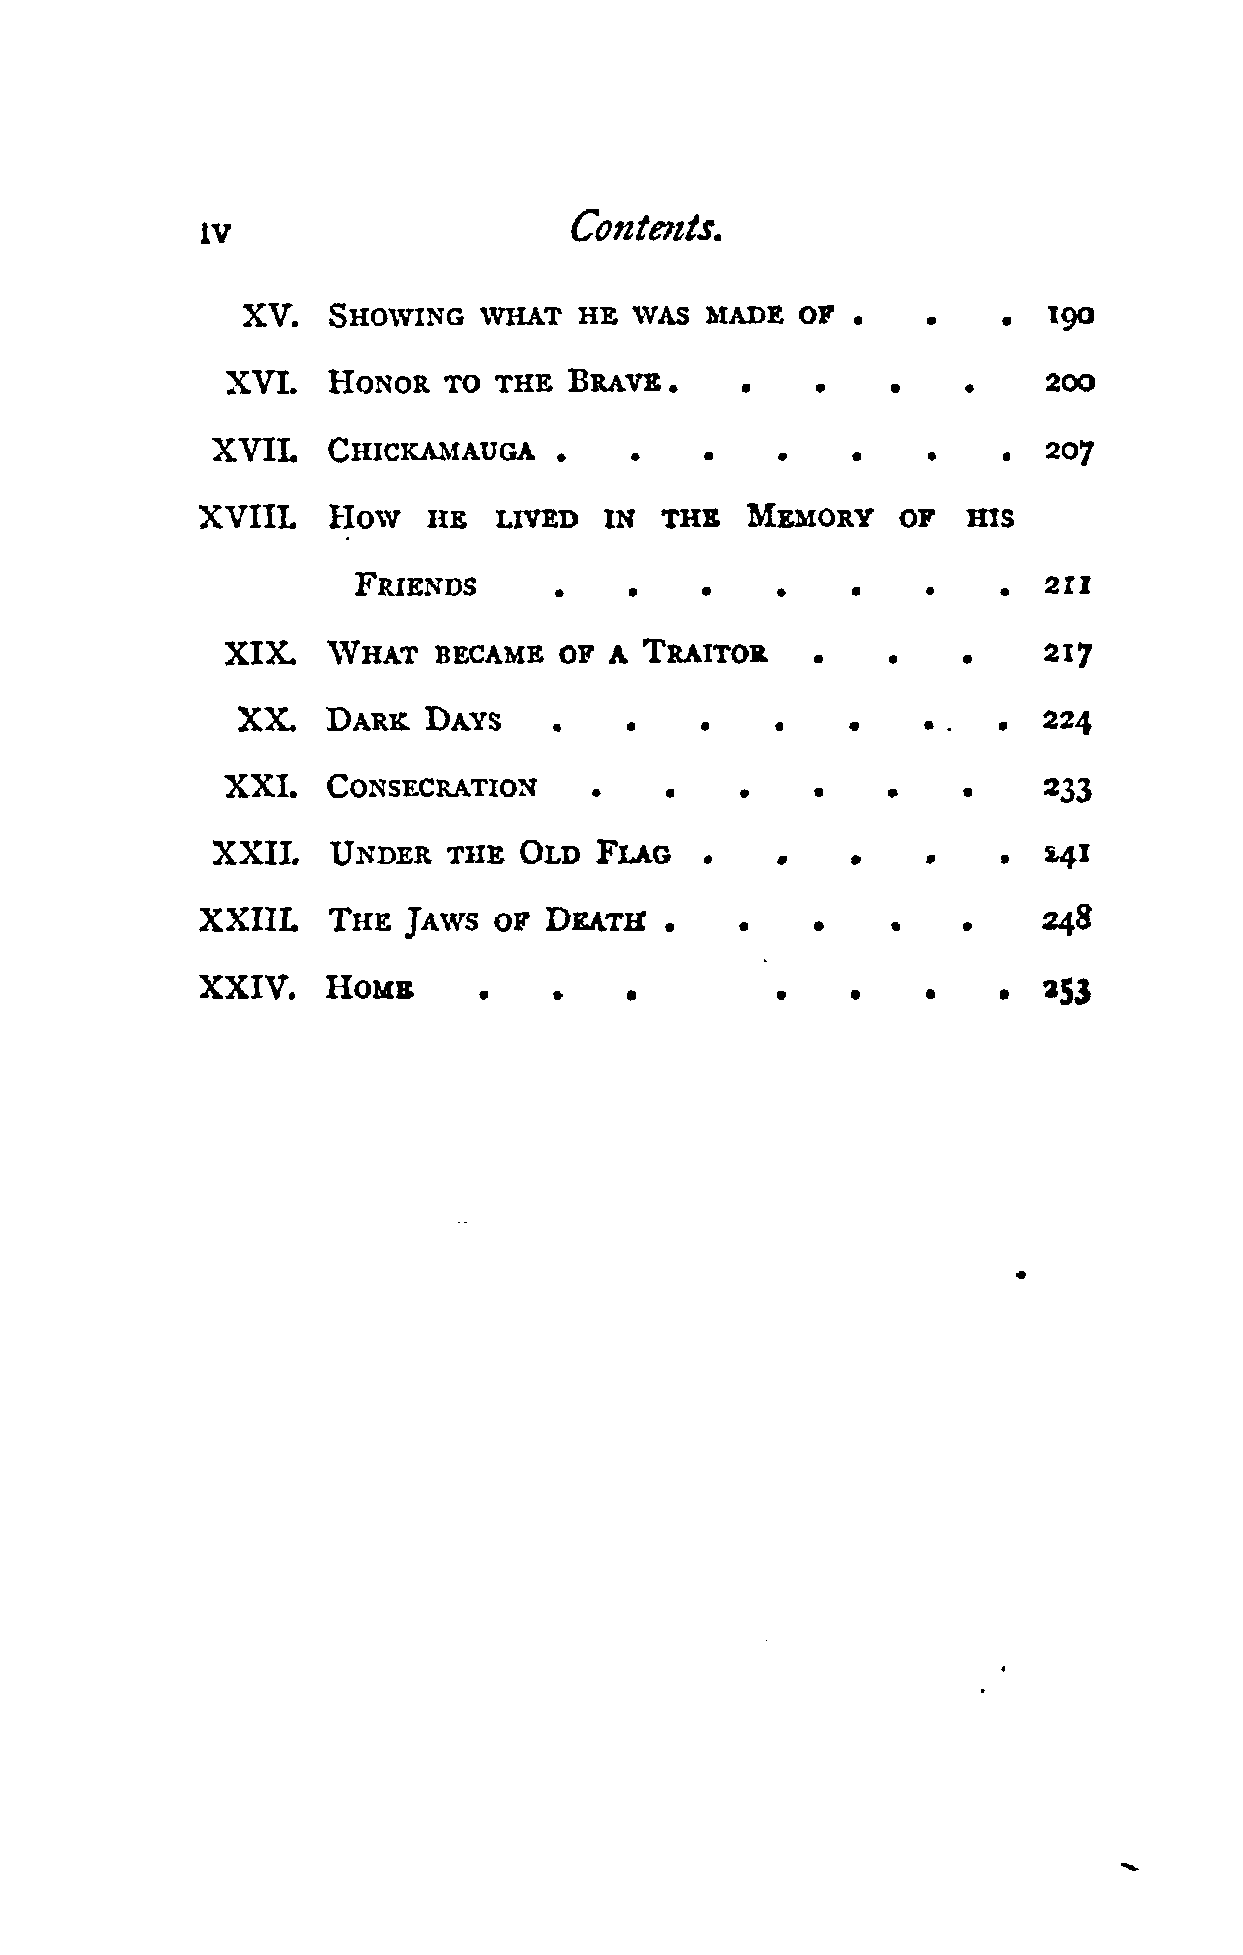 iv Contents.
XV. Showing what he was made of . . . 190
XVI. Honor to the Brave . . . . . 200
XVII. Chickamauga . . . . . . . 207
XVIII. How he lived in the Memory of his
Friends . . . . . . . 211
XIX. What became of a Traitor . . . 217
XX. Dark Days . . . . . . . 224
XXI. Consecration . . . . . . 233
XXII. Under the Old Flag . . . . . 241
XXIII. The Jaws of Death . . . . . 248
XXIV. Home . . . . . . . 253